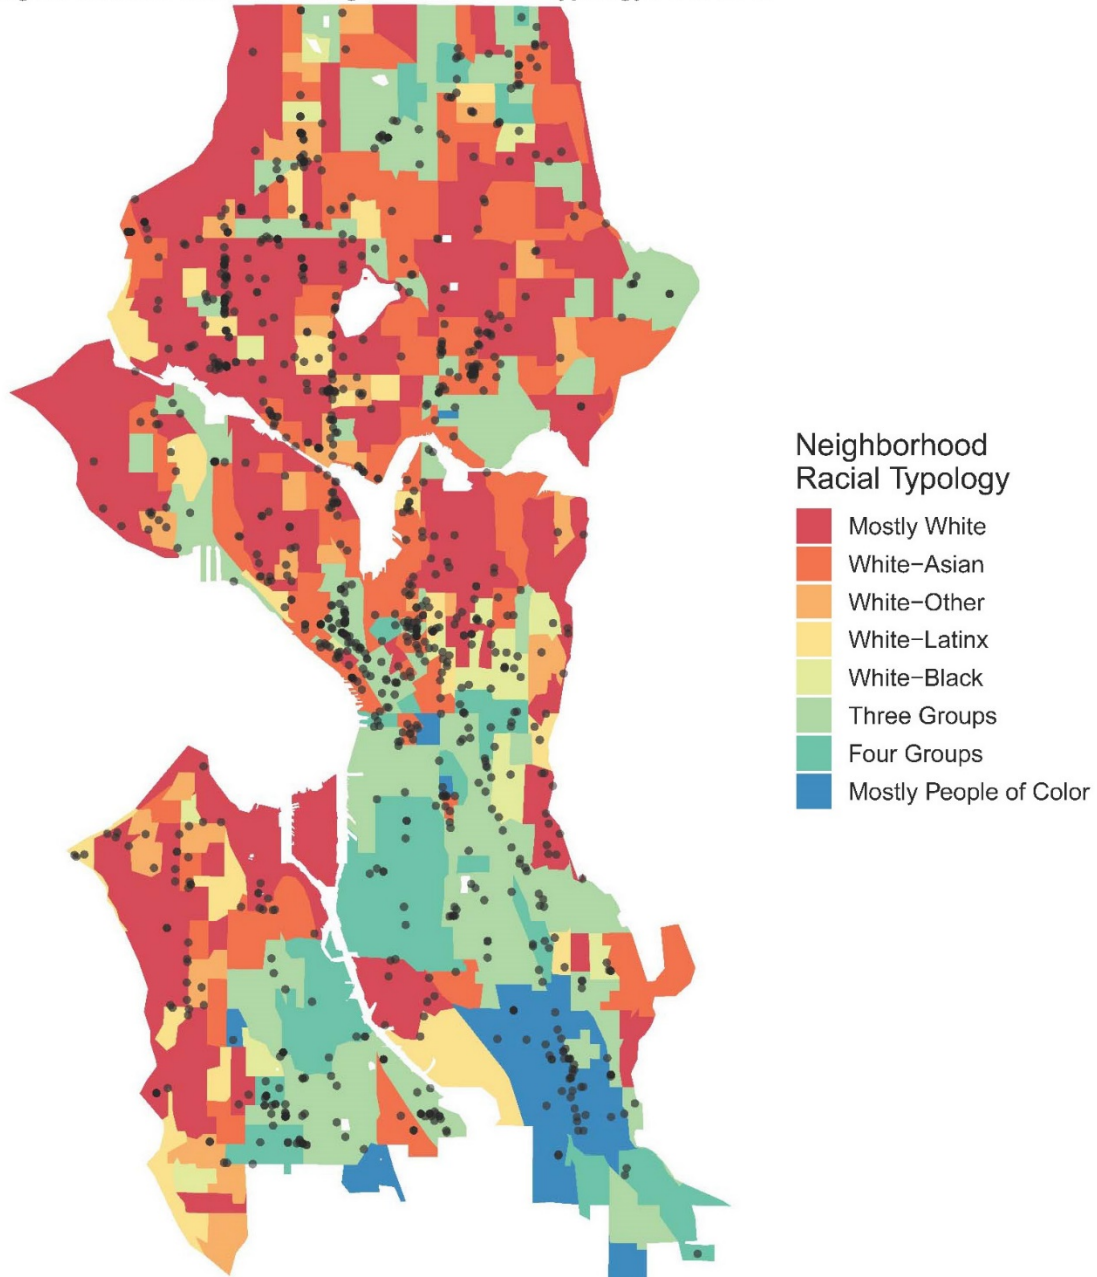 Neighborhood
Racial Typology
Mostly White
White−Asian
White−Other
White−Latinx
White−Black
Three Groups
Four Groups
Mostly People of Color